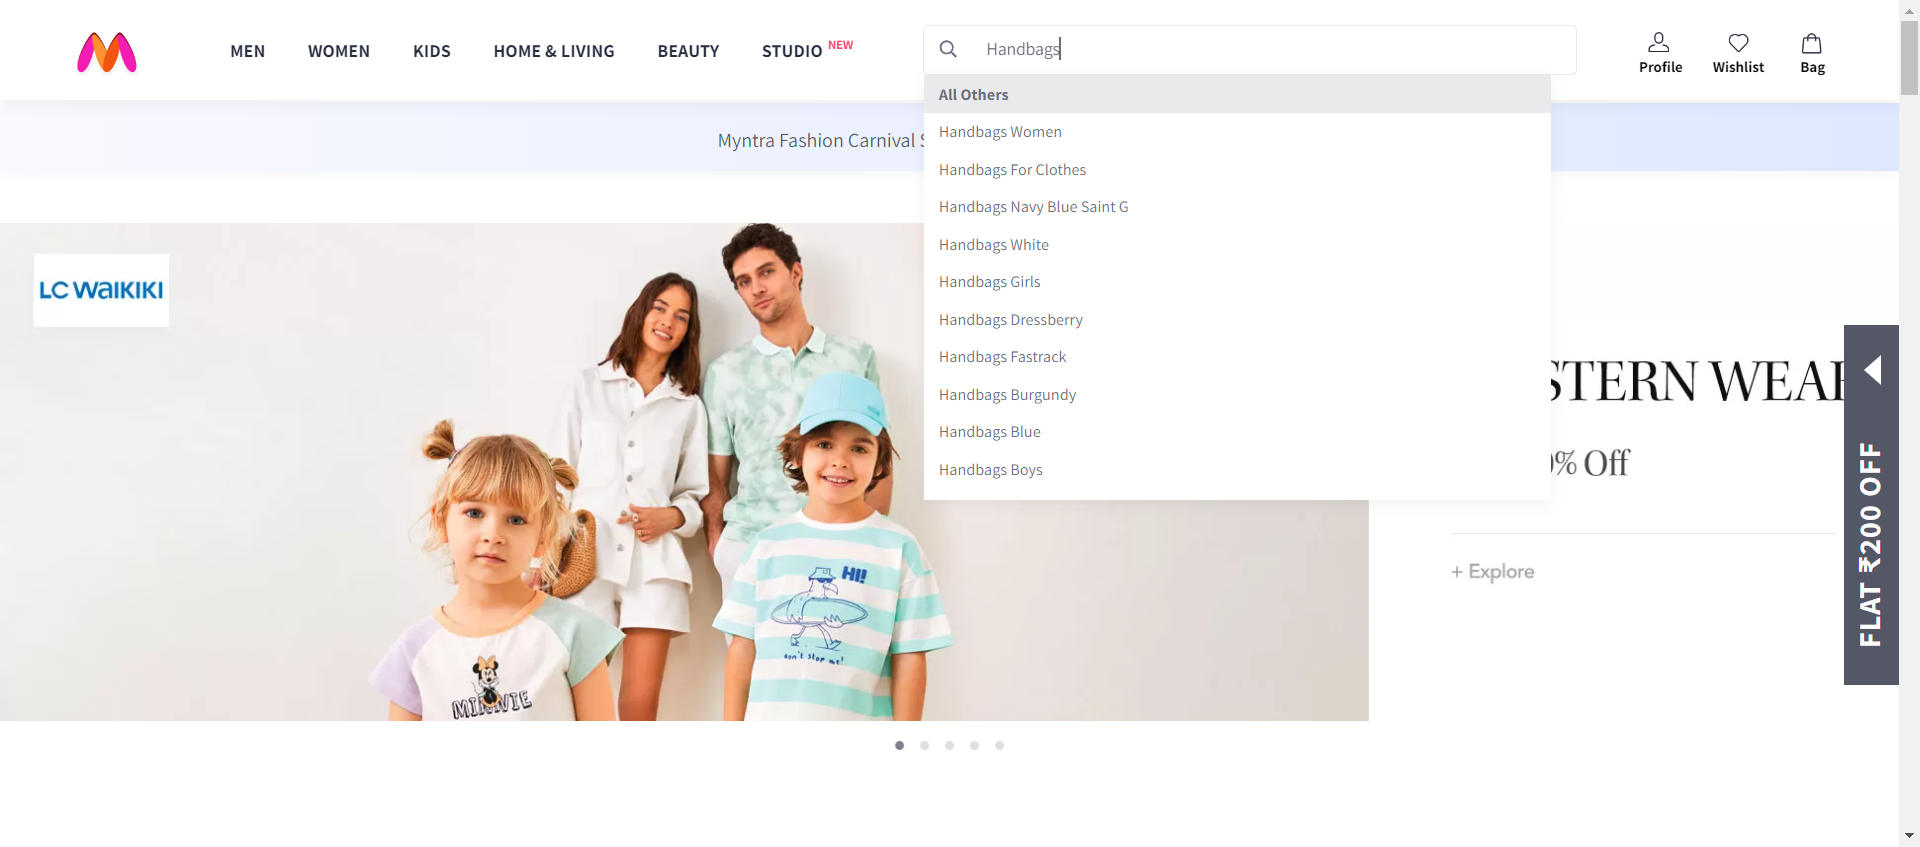 MEN
WOMEN
KIDS
HOME & LIVING
BEAUTY
STUDIO NEW
Handbags
Profile
Wishlist
Bag
All Others
Handbags Women
Handbags For Clothes
Handbags Navy Blue Saint G
Handbags White
Handbags Girls
Handbags Dressberry
Handbags Fastrack
Handbags Burgundy
Handbags Blue
Handbags Boys
Myntra Fashion Carnival
LC WAIKIKI
HI!
don't stop me!
MINNIE
STERN WEAR
0% Off
+ Explore
FLAT ₹200 OFF